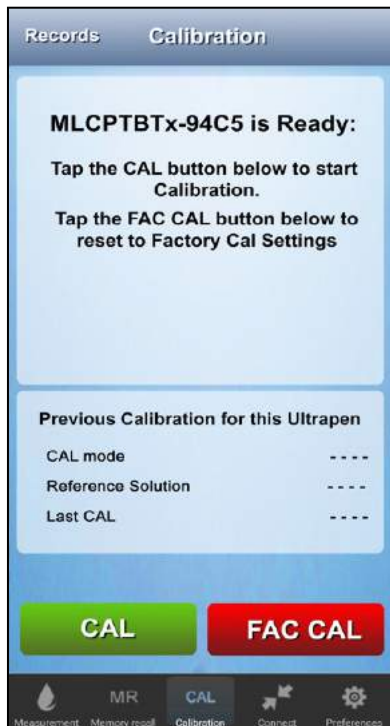 Records Calibration
MLCPTBTx-94C5 is Ready:
Tap the CAL button below to start
Calibration.
Tap the FAC CAL button below to
reset to Factory Cal Settings
Previous Calibration for this Ultrapen
CAL mode ----
Reference Solution ----
Last CAL ----
CAL FAC CAL
MR CAL
Measurement Memory recall Calibration Connect Preferences